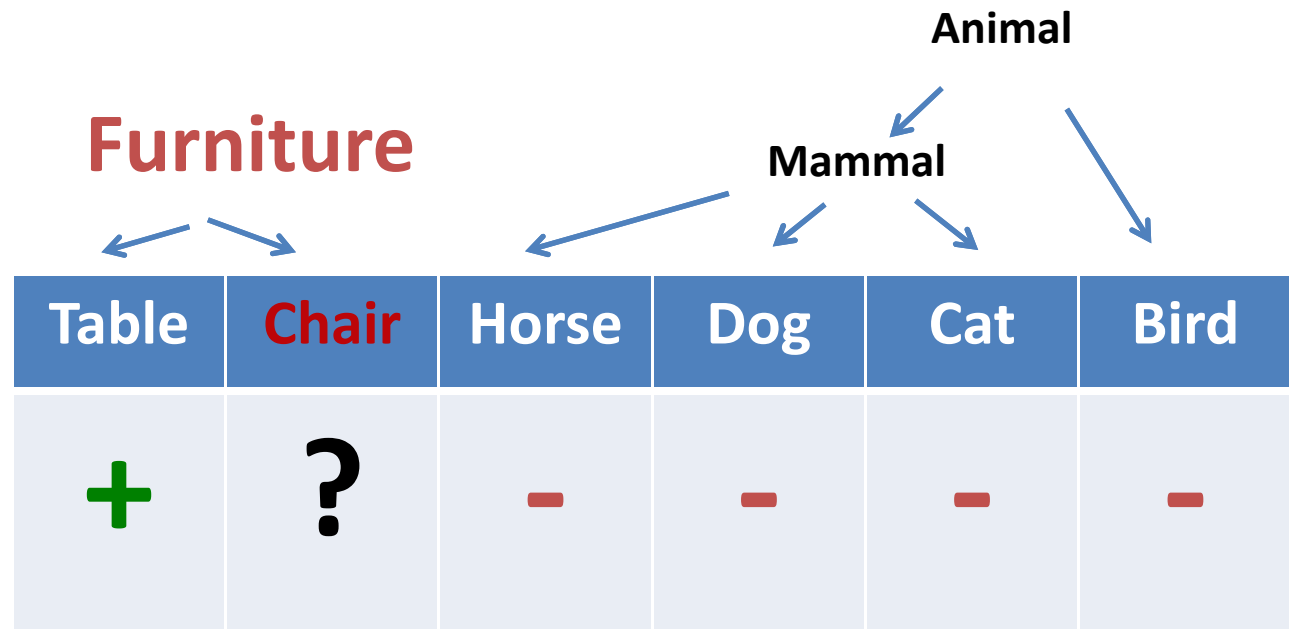 Animal
Furniture
Mammal
Table Chair Horse Dog Cat Bird
+ ? - - - -